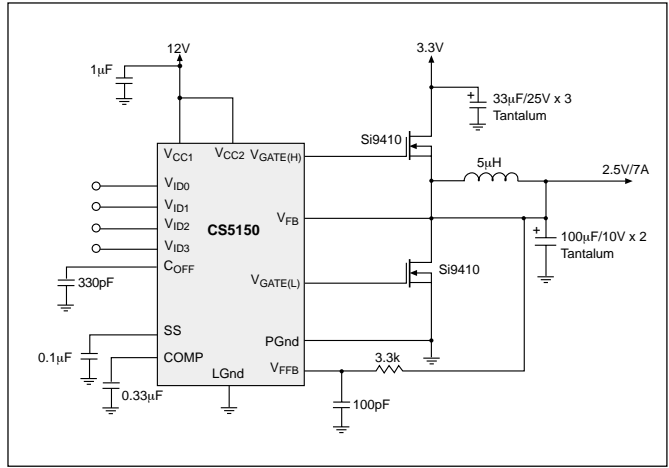 12V
3.3V
1µF
33µF/25V x 3
Tantalum
+
Si9410
5µH
2.5V/7A
VCC1
VCC2
VGATE(H)
VID0
VID1
VID2
VID3
CS5150
VFB
+
100µF/10V x 2
Tantalum
COFF
330pF
VGATE(L)
Si9410
SS
PGnd
0.1µF
COMP
VFFB
3.3k
LGnd
0.33µF
100pF